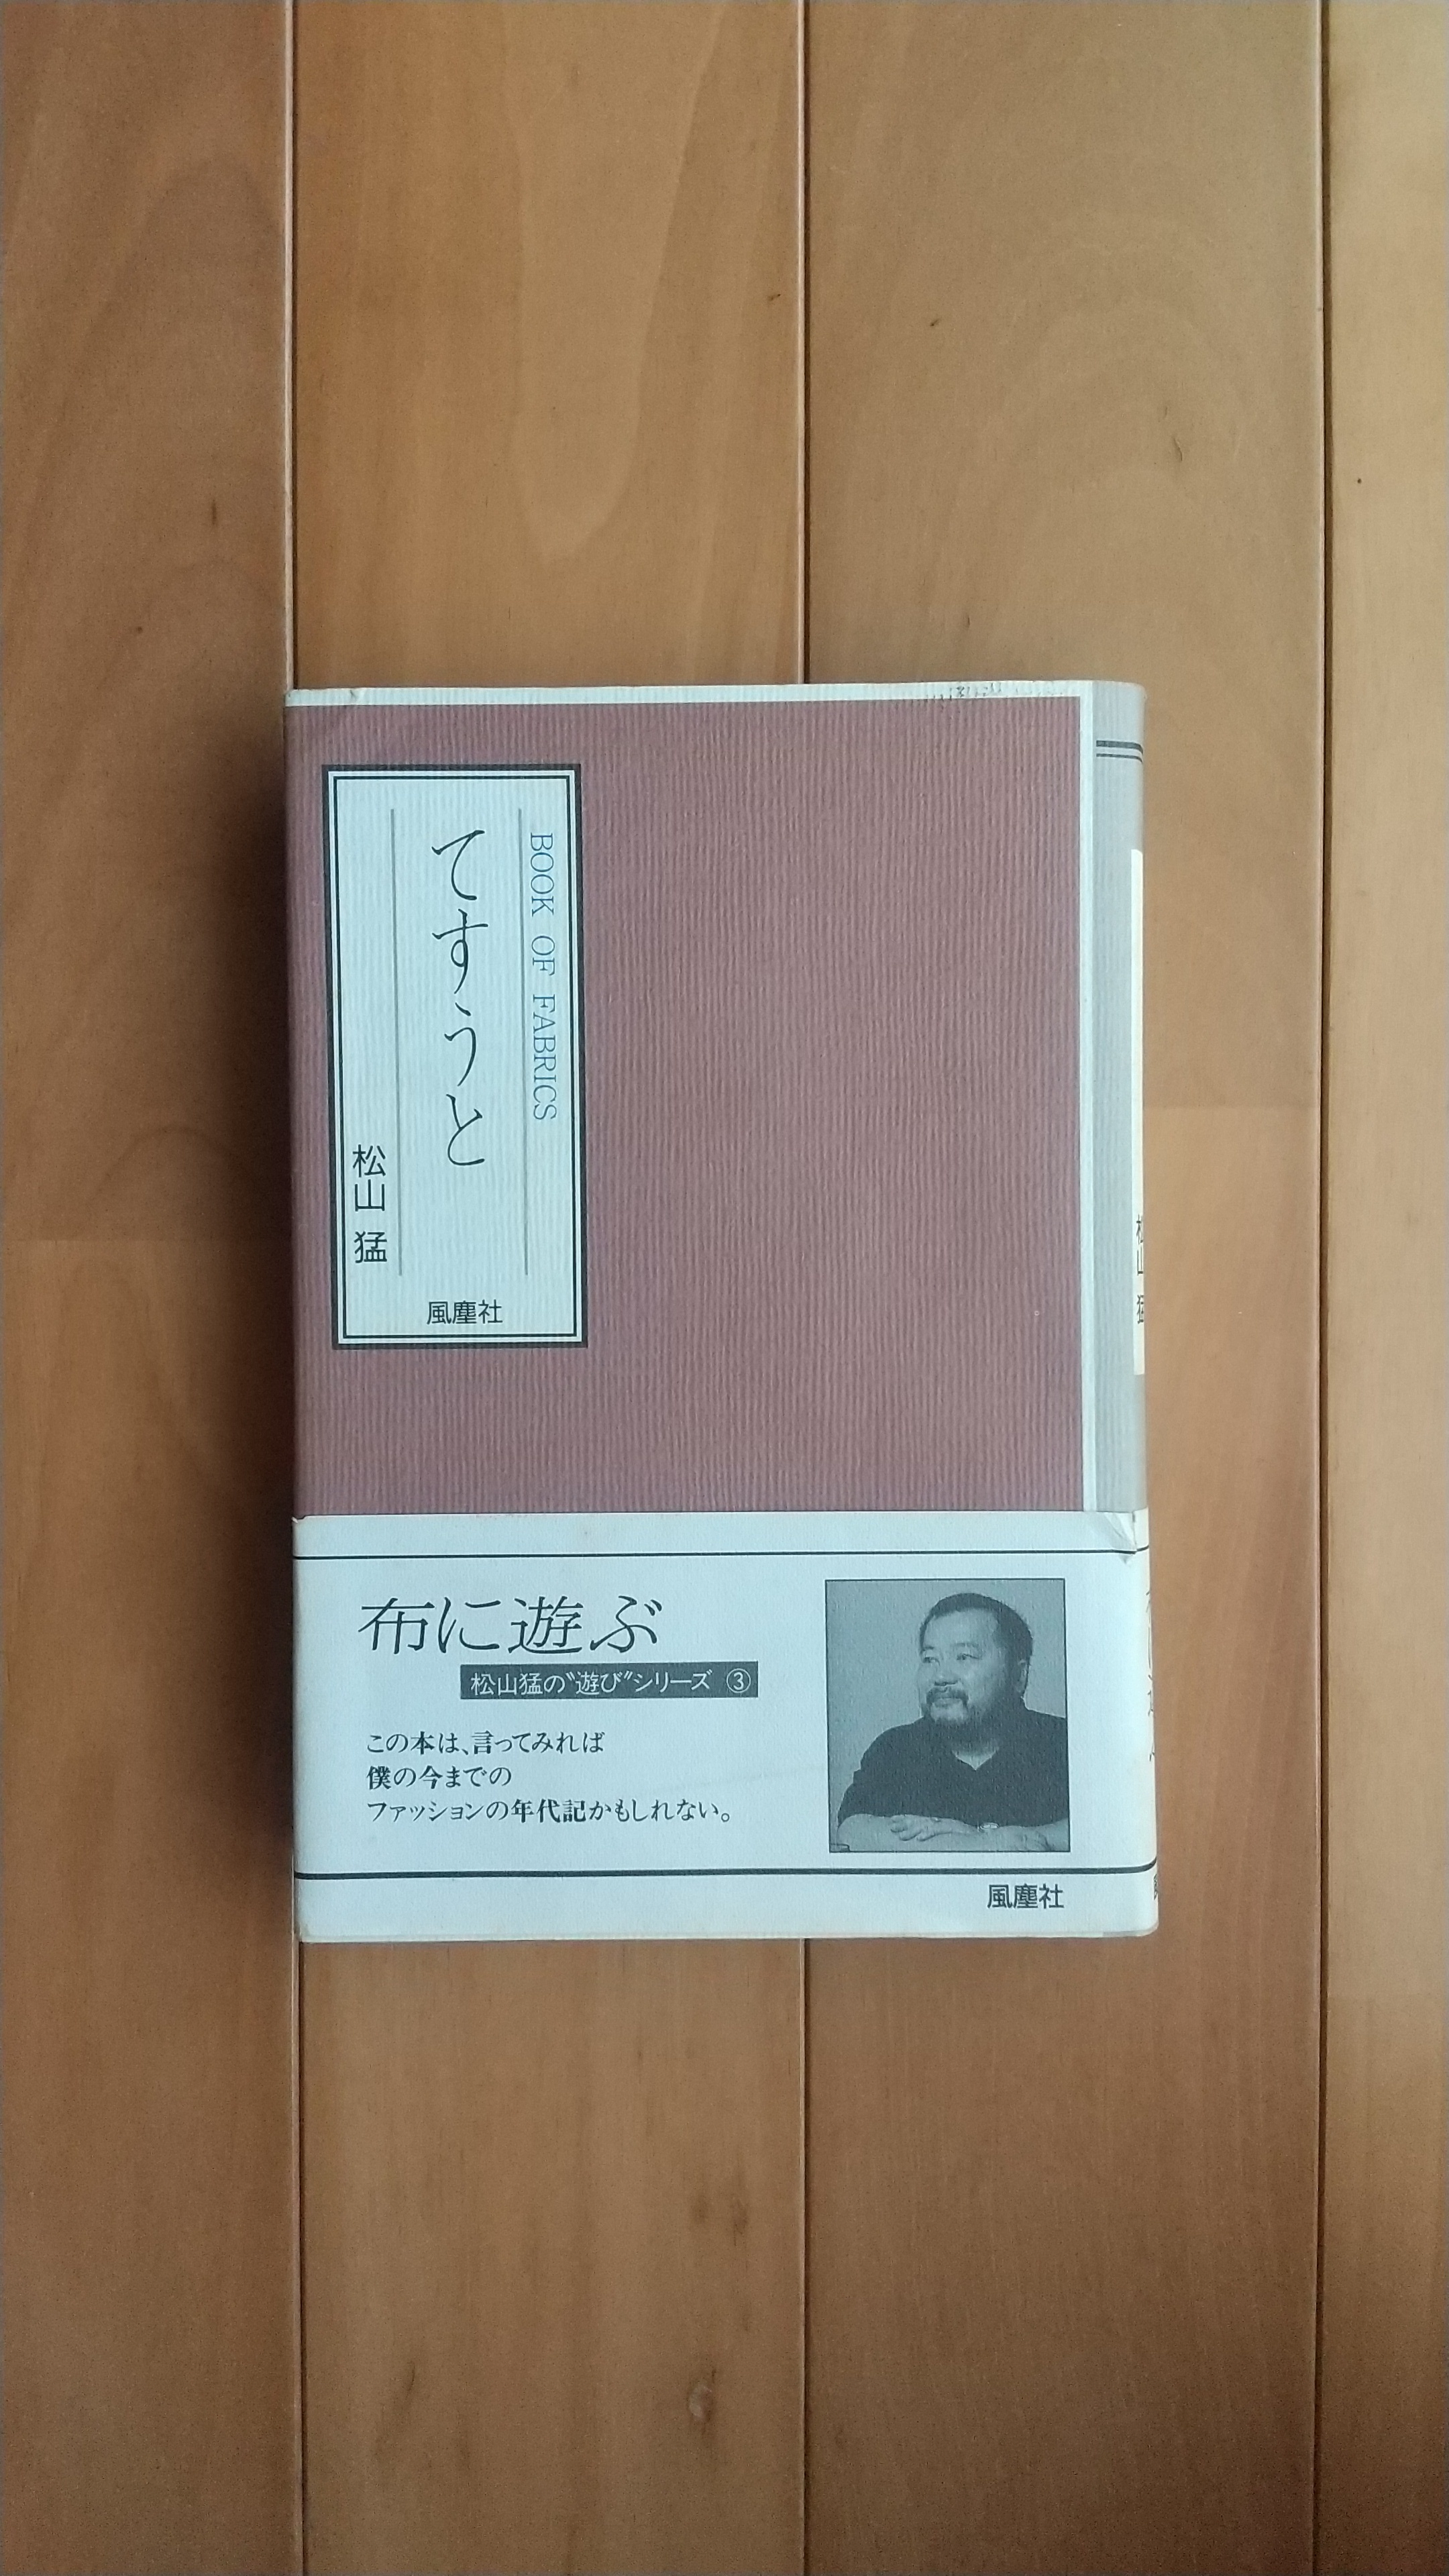 BOOK OF FABRICS
てすうと
松山 猛
風塵社
松山 猛
布に遊ぶ
松山猛の〝遊び〟シリーズ ③
この本は、言ってみれば
僕の今までの
ファッションの年代記かもしれない。
風塵社